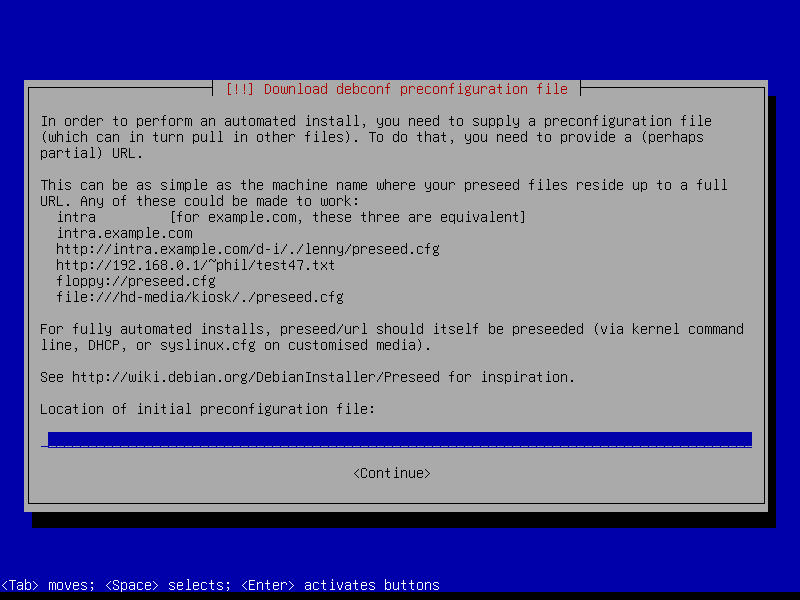 [!!] Download debconf preconfiguration file
In order to perform an automated install, you need to supply a preconfiguration file
(which can in turn pull in other files). To do that, you need to provide a (perhaps
partial) URL.
This can be as simple as the machine name where your preseed files reside up to a full
URL. Any of these could be made to work:
intra         [for example.com, these three are equivalent]
intra.example.com
http://intra.example.com/d-i/./lenny/preseed.cfg
http://192.168.0.1/~phil/test47.txt
floppy://preseed.cfg
file:///hd-media/kiosk/./preseed.cfg
For fully automated installs, preseed/url should itself be preseeded (via kernel command
line, DHCP, or syslinux.cfg on customised media).
See http://wiki.debian.org/DebianInstaller/Preseed for inspiration.
Location of initial preconfiguration file:
<Continue>
<Tab> moves; <Space> selects; <Enter> activates buttons